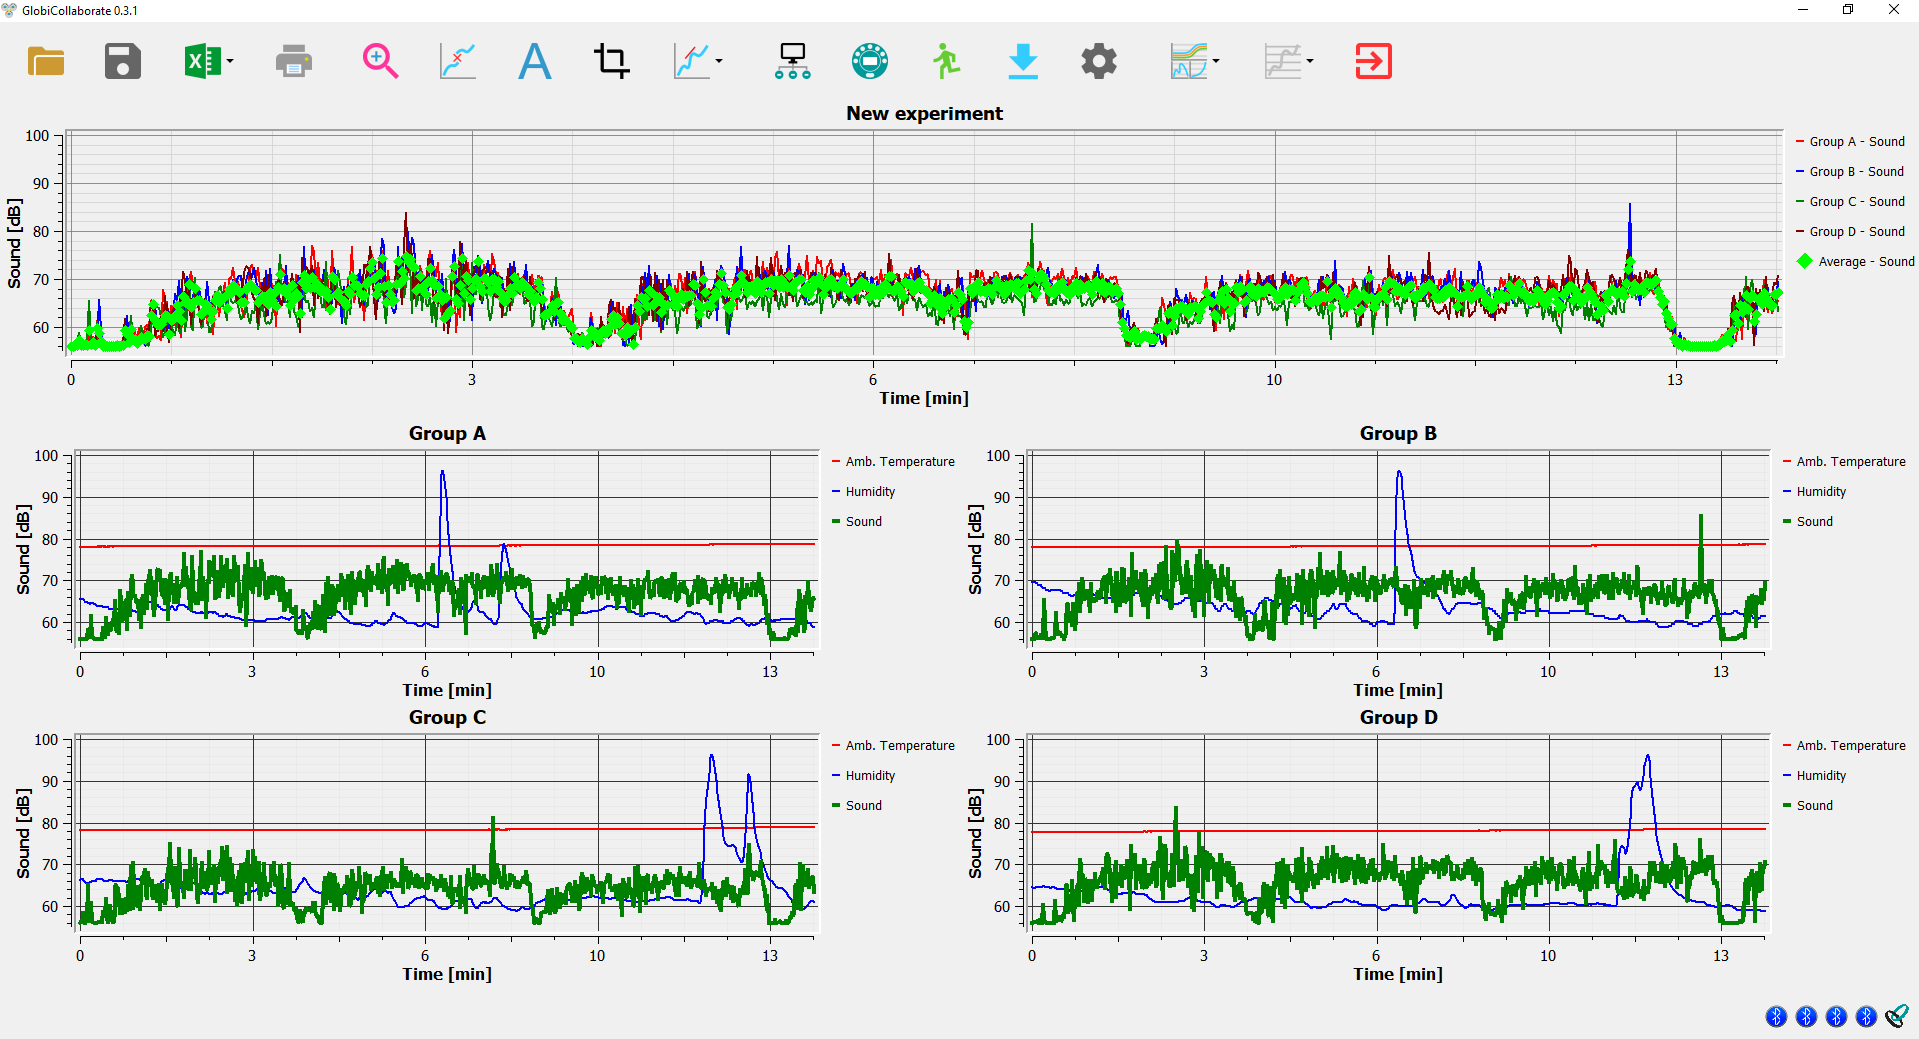 GlobiCollaborate 0.3.1
New experiment
100
90
80
70
60
Sound [dB]
0 3 6 10 13
Time [min]
Group A - Sound
Group B - Sound
Group C - Sound
Group D - Sound
Average - Sound
Group A
100
90
80
70
60
Sound [dB]
0 3 6 10 13
Time [min]
Amb. Temperature
Humidity
Sound
Group B
100
90
80
70
60
Sound [dB]
0 3 6 10 13
Time [min]
Amb. Temperature
Humidity
Sound
Group C
100
90
80
70
60
Sound [dB]
0 3 6 10 13
Time [min]
Amb. Temperature
Humidity
Sound
Group D
100
90
80
70
60
Sound [dB]
0 3 6 10 13
Time [min]
Amb. Temperature
Humidity
Sound